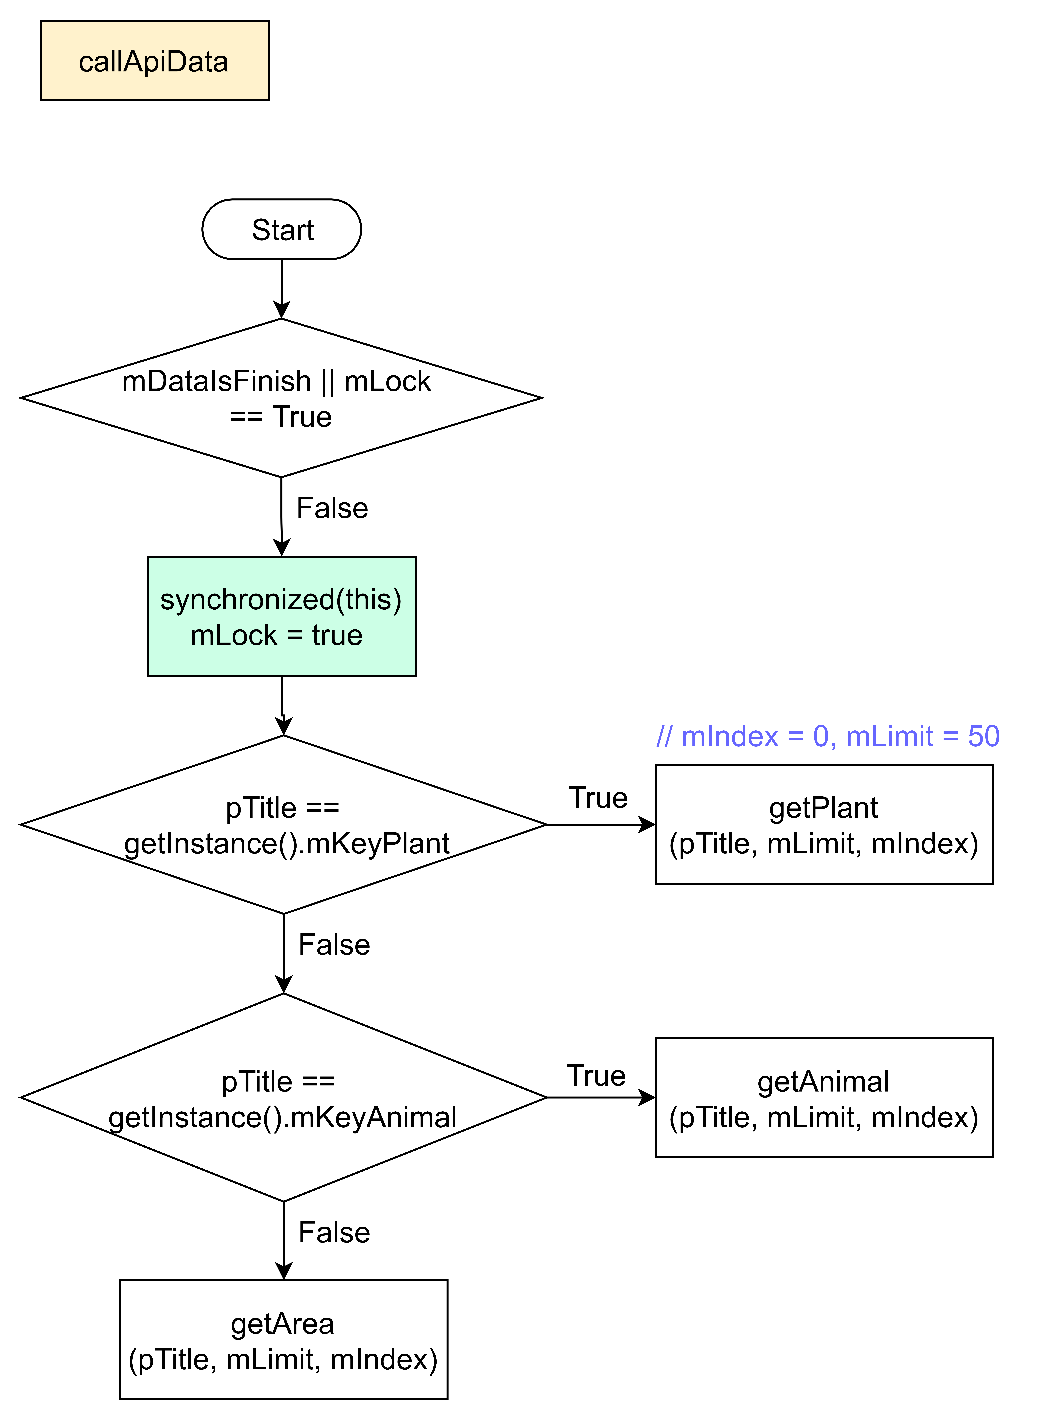 callApiData
Start
mDataIsFinish || mLock
== True
False
synchronized(this)
mLock = true
// mIndex = 0, mLimit = 50
pTitle ==
getInstance().mKeyPlant
True
getPlant
(pTitle, mLimit, mIndex)
False
pTitle ==
getInstance().mKeyAnimal
True
getAnimal
(pTitle, mLimit, mIndex)
False
getArea
(pTitle, mLimit, mIndex)